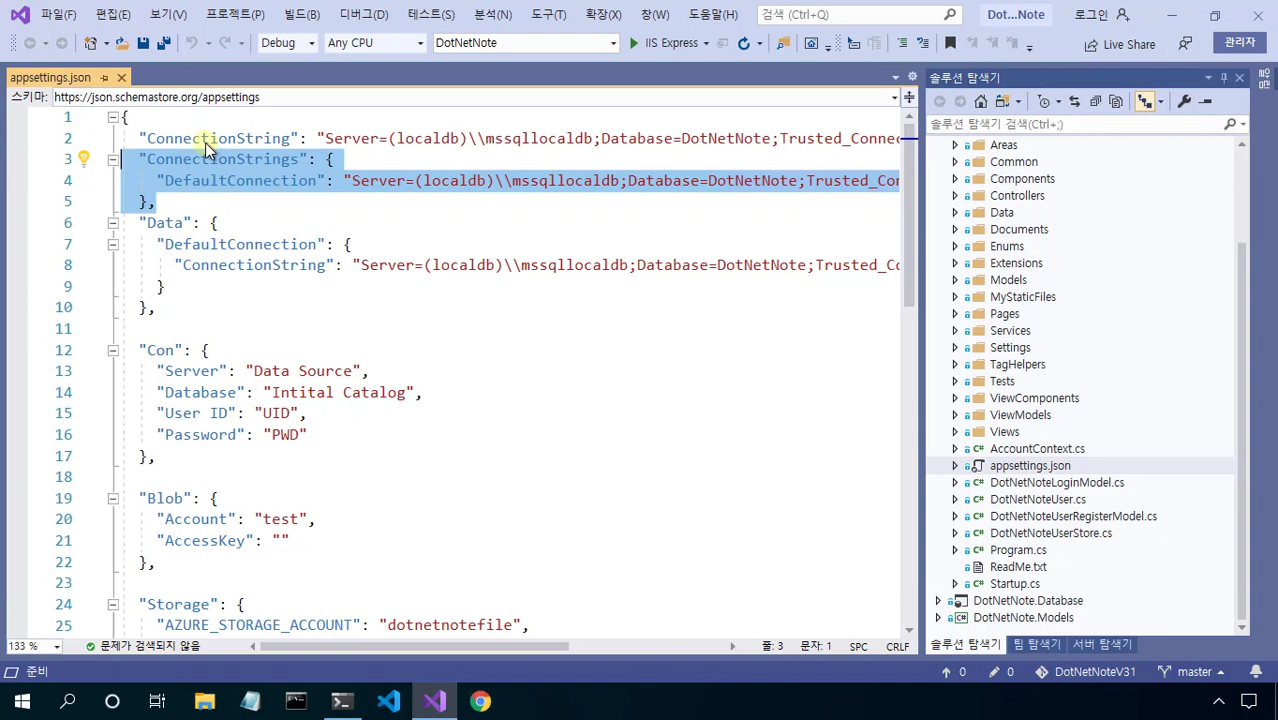 파일(F) 편집(E) 보기(V) 프로젝트(P) 빌드(B) 디버그(D) 테스트(S) 분석(N) 도구(T) 확장(X) 창(W) 도움말(H) 검색 (Ctrl+Q) Dot...Note 로그인
Debug Any CPU DotNetNote IIS Express Live Share 관리자
appsettings.json
스키마: https://json.schemastore.org/appsettings
1 {
2 "ConnectionString": "Server=(localdb)\\mssqllocaldb;Database=DotNetNote;Trusted_Conne
3 "ConnectionStrings": {
4 "DefaultConnection": "Server=(localdb)\\mssqllocaldb;Database=DotNetNote;Trusted_Con
5 },
6 "Data": {
7 "DefaultConnection": {
8 "ConnectionString": "Server=(localdb)\\mssqllocaldb;Database=DotNetNote;Trusted_Co
9 }
10 },
11
12 "Con": {
13 "Server": "Data Source",
14 "Database": "Intital Catalog",
15 "User ID": "UID",
16 "Password": "PWD"
17 },
18
19 "Blob": {
20 "Account": "test",
21 "AccessKey": ""
22 },
23
24 "Storage": {
25 "AZURE_STORAGE_ACCOUNT": "dotnetnotefile",
133 % 문제가 검색되지 않음 줄: 3 문자: 1 SPC CRLF
솔루션 탐색기
솔루션 탐색기 검색(Ctrl+;)
Areas
Common
Components
Controllers
Data
Documents
Enums
Extensions
Models
MyStaticFiles
Pages
Services
Settings
TagHelpers
Tests
ViewComponents
ViewModels
Views
AccountContext.cs
appsettings.json
DotNetNoteLoginModel.cs
DotNetNoteUser.cs
DotNetNoteUserRegisterModel.cs
DotNetNoteUserStore.cs
Program.cs
ReadMe.txt
Startup.cs
DotNetNote.Database
DotNetNote.Models
솔루션 탐색기 팀 탐색기 서버 탐색기
준비 0 0 DotNetNoteV31 master